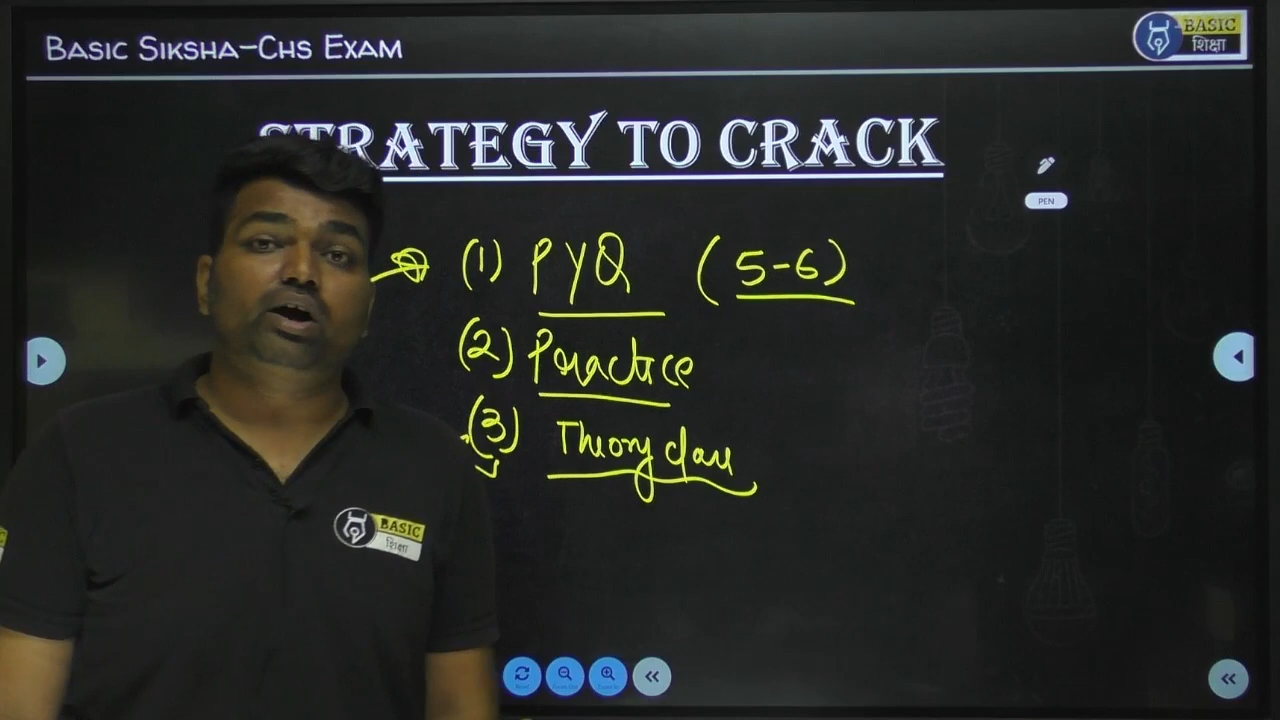 BASIC SIKSHA-CHS EXAM
BASIC
शिक्षा
STRATEGY TO CRACK
PEN
(1) PYQ (5-6)
(2) Practice
(3) Theory class
BASIC
शिक्षा